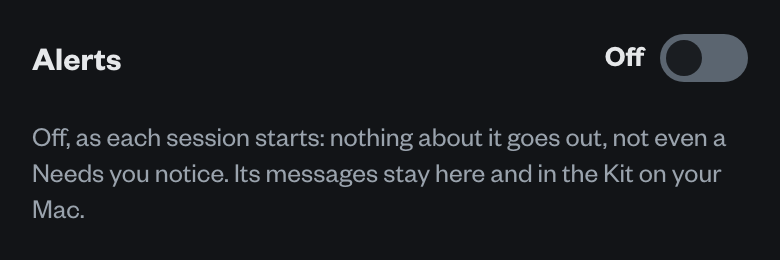 Alerts
Off
Off, as each session starts: nothing about it goes out, not even a
Needs you notice. Its messages stay here and in the Kit on your
Mac.